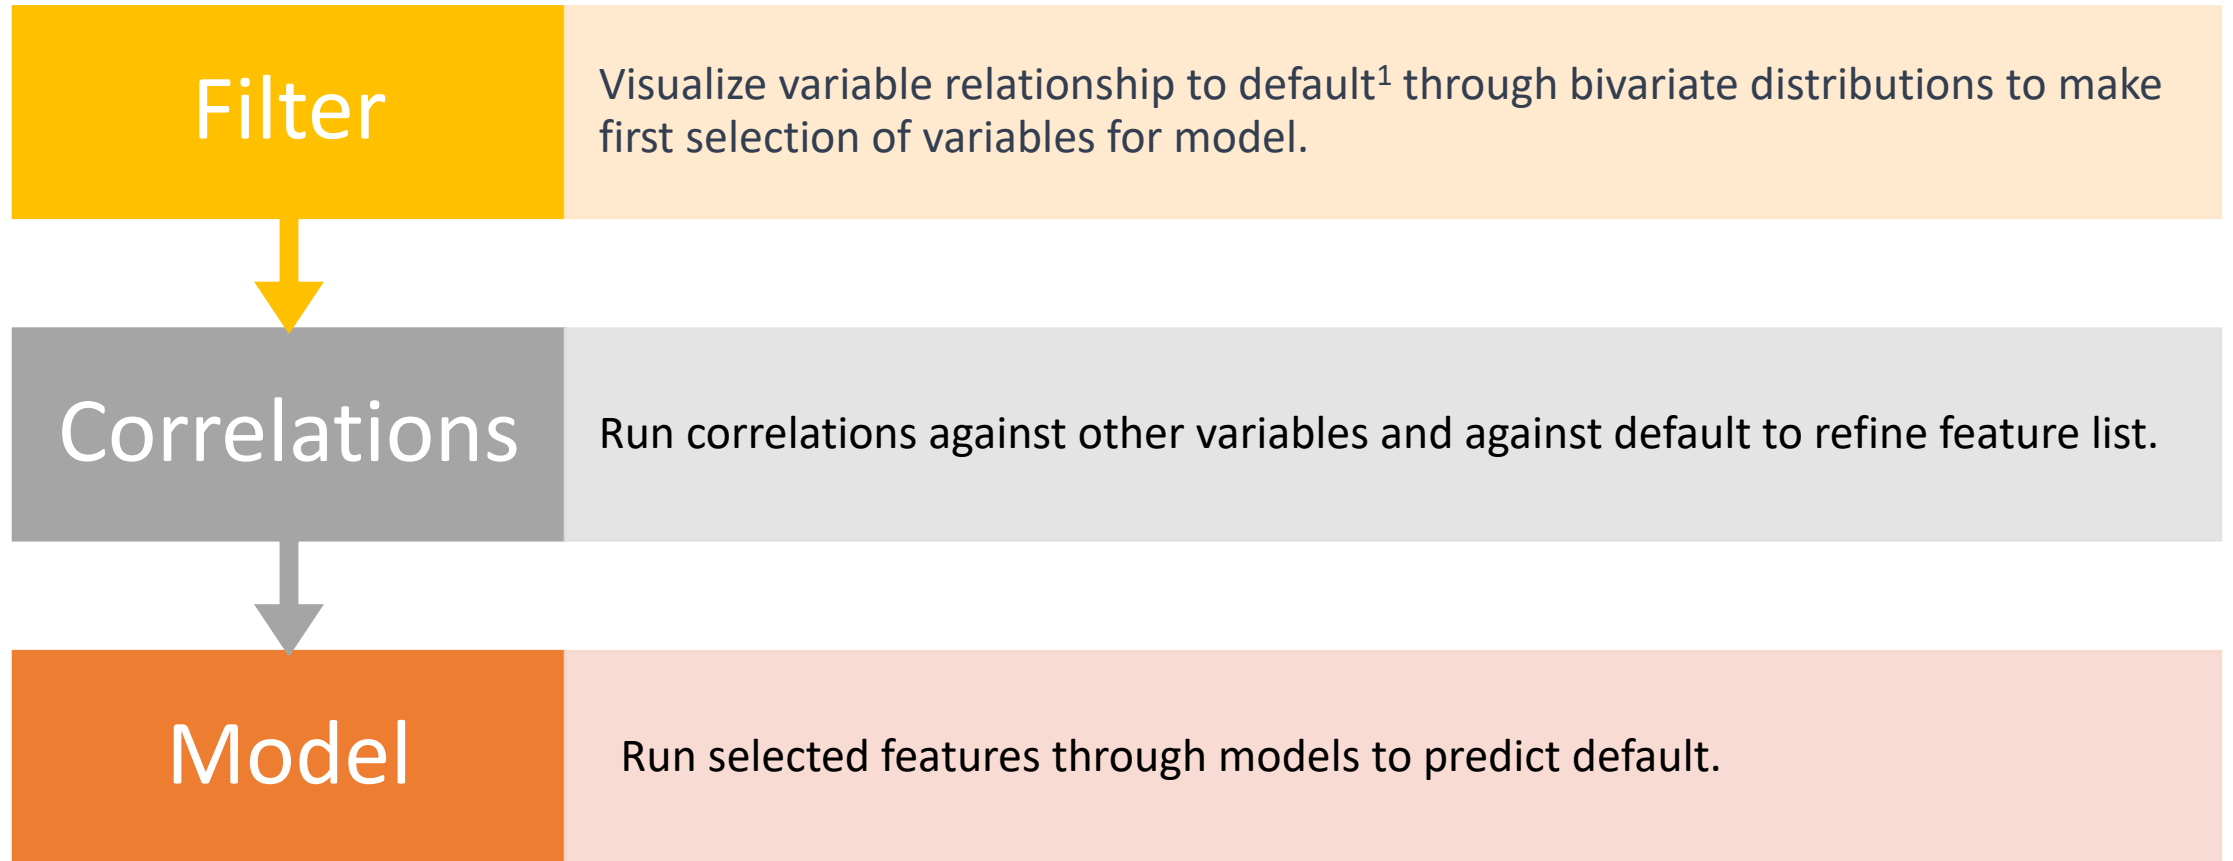 Filter
Visualize variable relationship to default¹ through bivariate distributions to make
first selection of variables for model.
Correlations
Run correlations against other variables and against default to refine feature list.
Model
Run selected features through models to predict default.